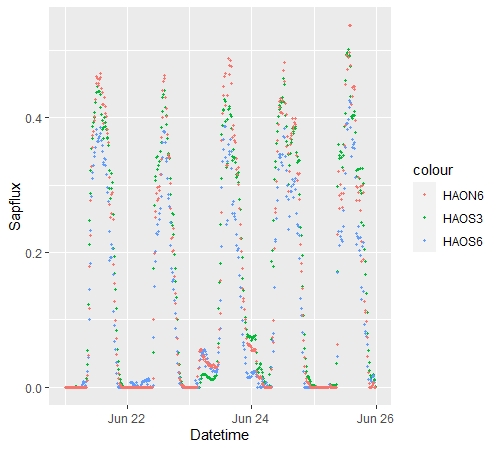 Sapflux
0.4
0.2
0.0
Jun 22
Jun 24
Jun 26
Datetime
colour
HAON6
HAOS3
HAOS6